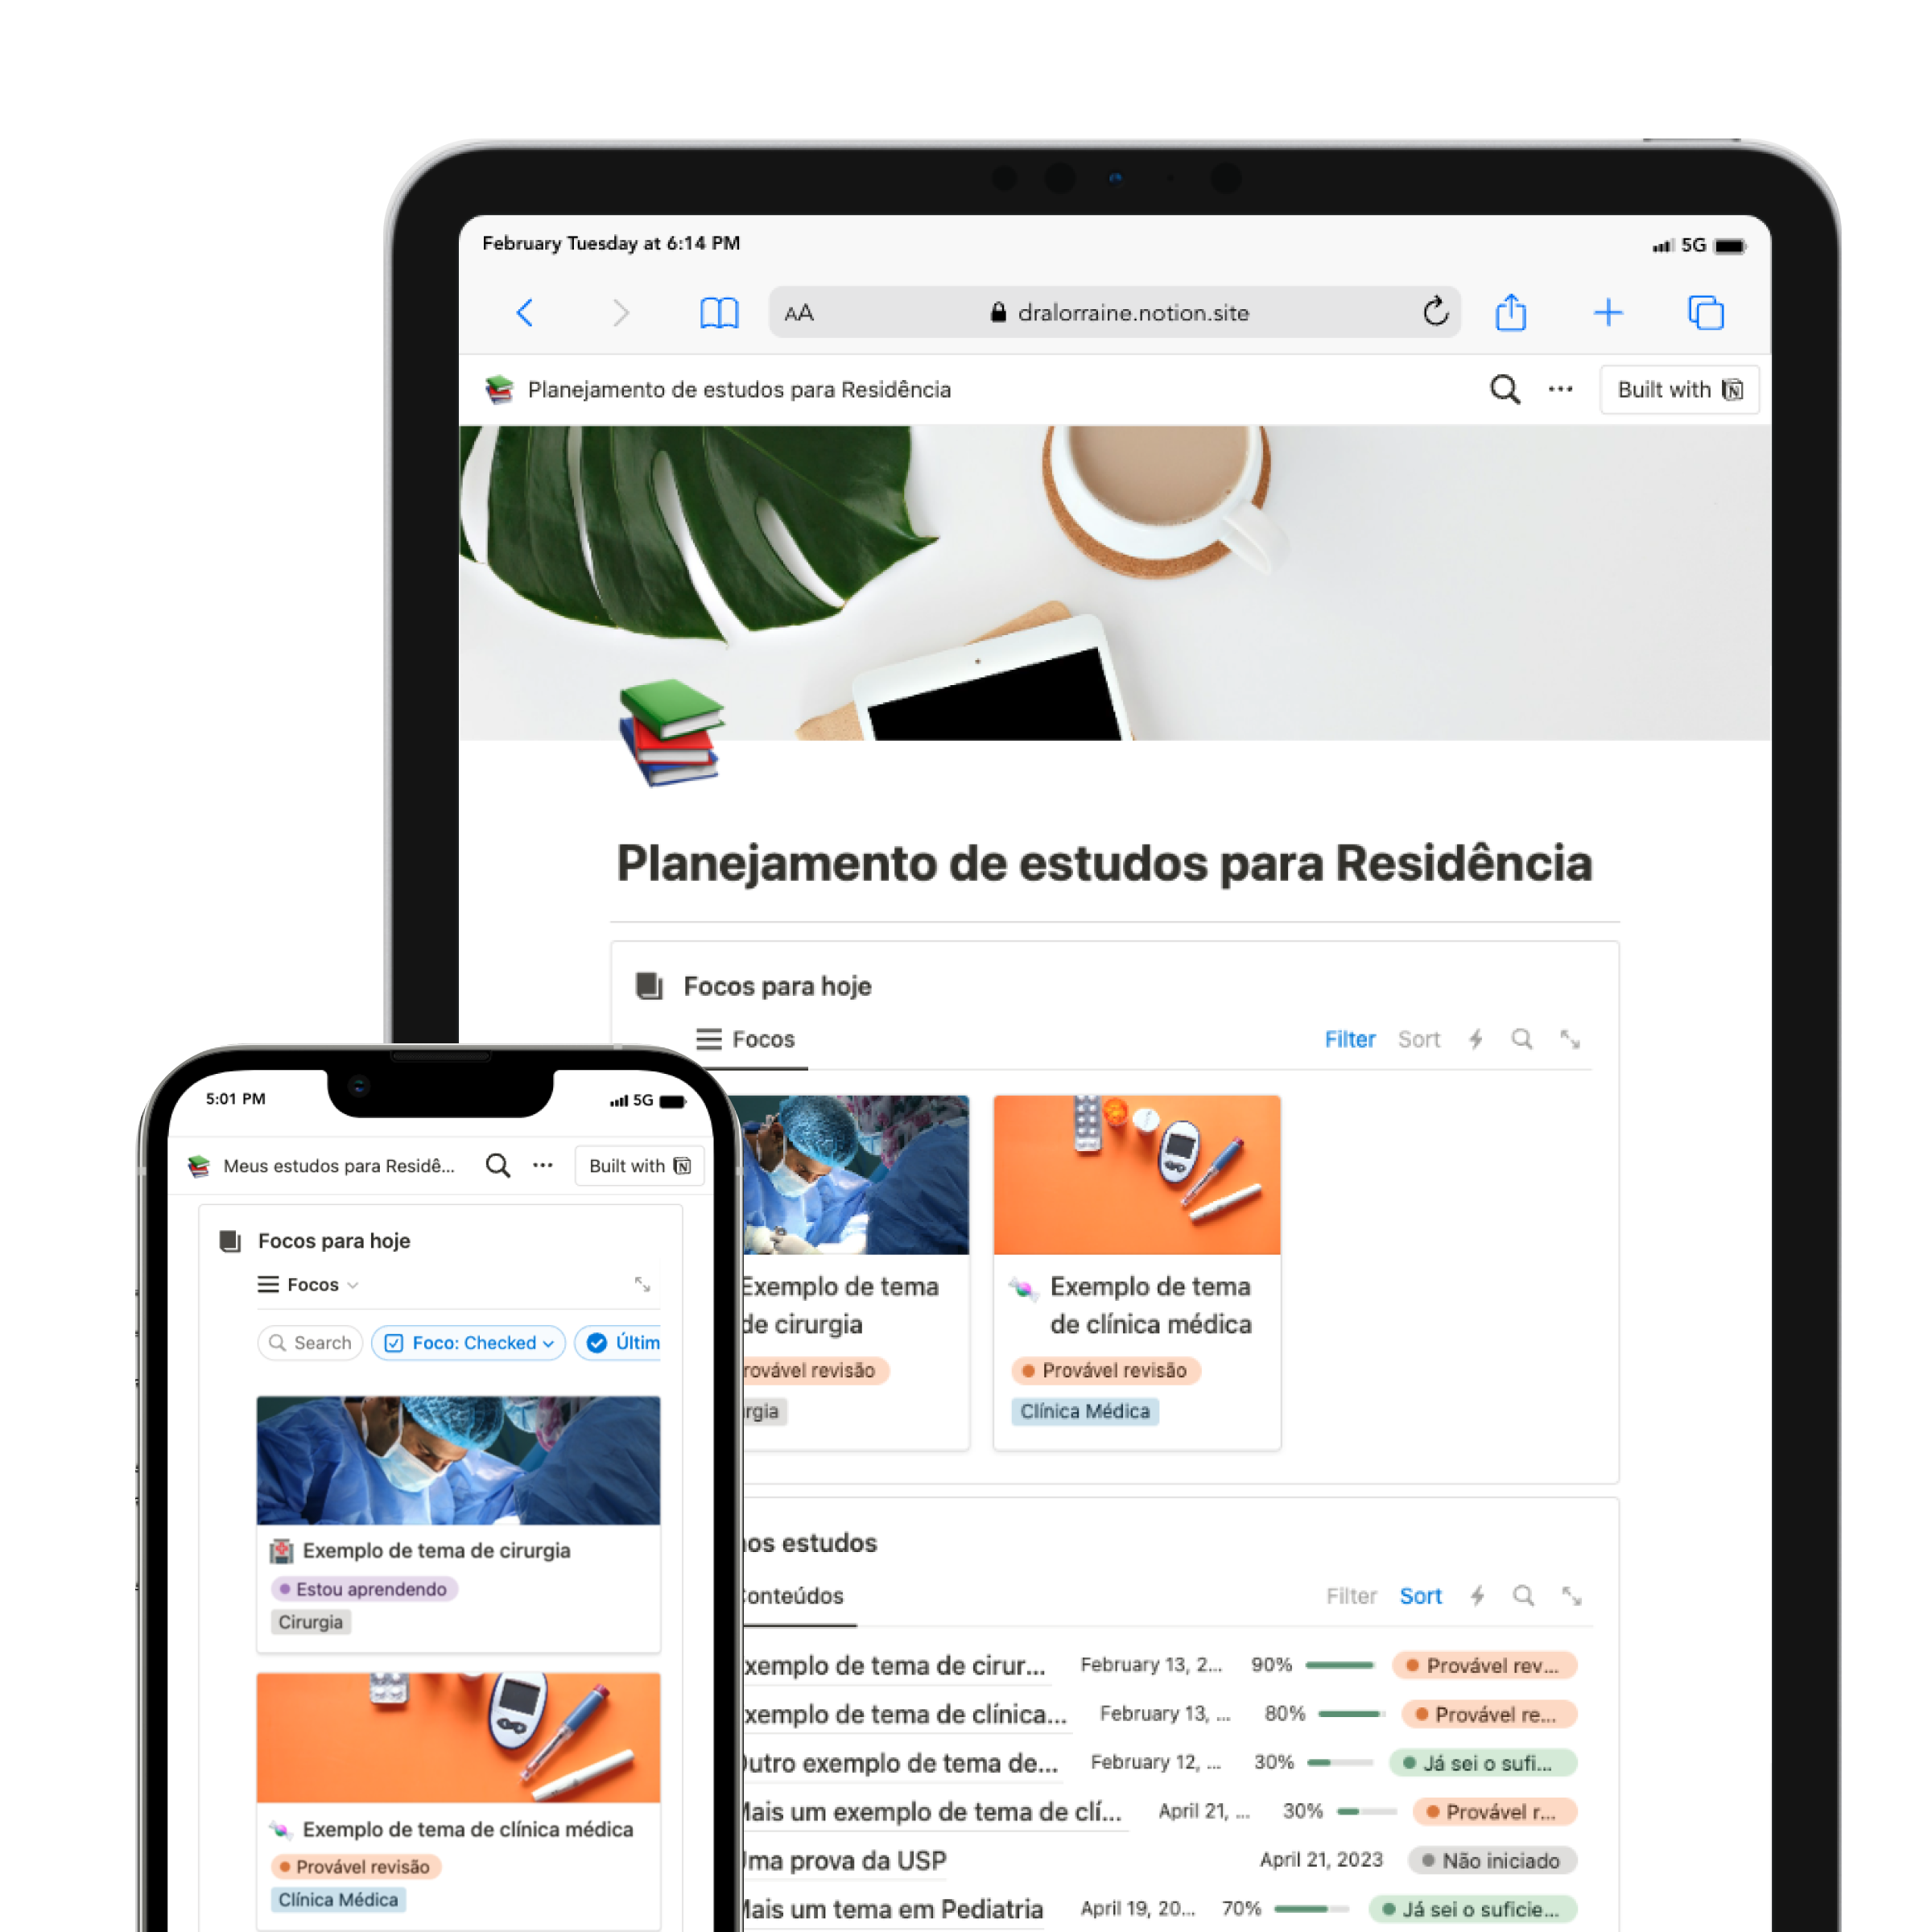 February Tuesday at 6:14 PM
5G
AA
dralorraine.notion.site
Planejamento de estudos para Residência
Built with
Planejamento de estudos para Residência
Focos para hoje
Focos
Filter Sort
Exemplo de tema
de cirurgia
rovável revisão
rgia
Exemplo de tema
de clínica médica
Provável revisão
Clínica Médica
nos estudos
onteúdos
Filter Sort
xemplo de tema de cirur... February 13, 2... 90% Provável rev...
xemplo de tema de clínica... February 13, ... 80% Provável re...
utro exemplo de tema de... February 12, ... 30% Já sei o sufi...
Mais um exemplo de tema de clí... April 21, ... 30% Provável r...
ma prova da USP April 21, 2023 Não iniciado
Mais um tema em Pediatria April 19, 20... 70% Já sei o suficie...
5:01 PM
5G
Meus estudos para Residê...
Built with
Focos para hoje
Focos
Search Foco: Checked Últim
Exemplo de tema de cirurgia
Estou aprendendo
Cirurgia
Exemplo de tema de clínica médica
Provável revisão
Clínica Médica